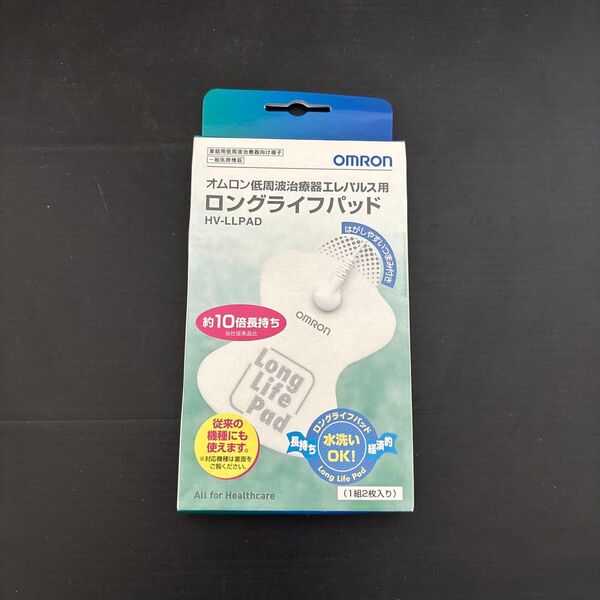 家庭用低周波治療器向け導子
一般医療機器
OMRON
オムロン低周波治療器エレパルス用
ロングライフパッド
HV-LLPAD
はがしやすいつまみ付き
OMRON
約10倍長持ち
当社従来品比
Long
Life
Pad
従来の
機種にも
使えます。
※対応機種は裏面を
ご覧ください。
ロングライフパッド
長持ち
水洗い
OK!
経済的
Long Life Pad
All for Healthcare
(1組2枚入り)